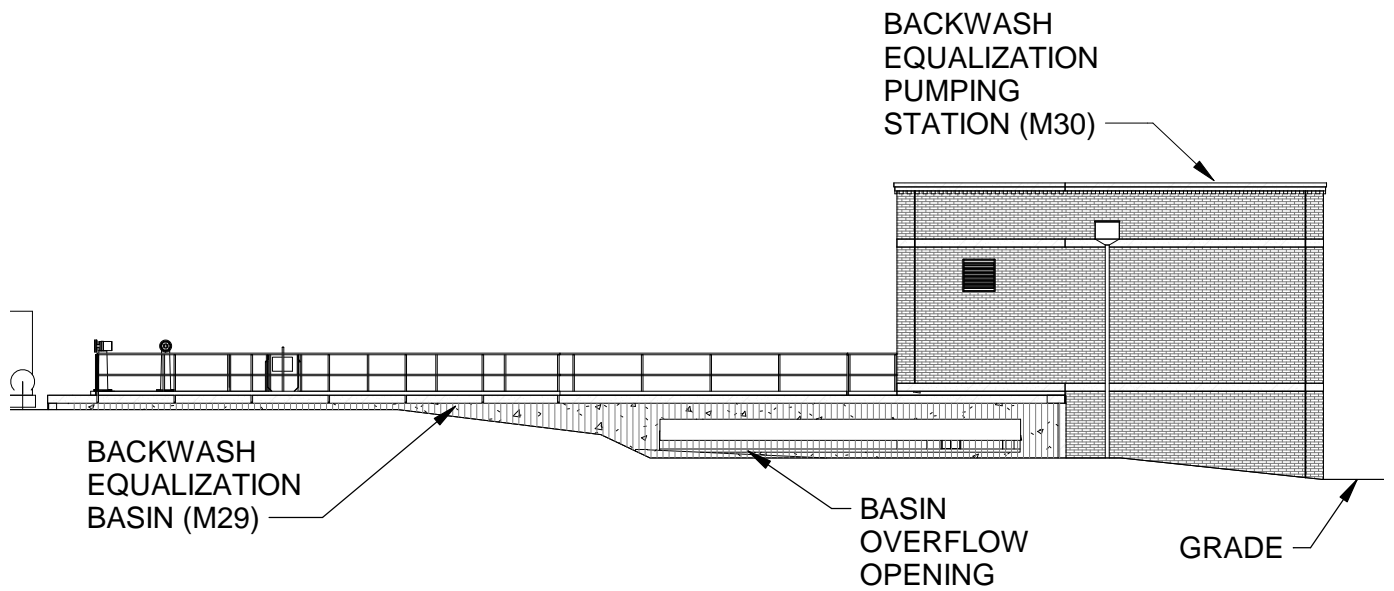 BACKWASH
EQUALIZATION
PUMPING
STATION (M30)
BACKWASH
EQUALIZATION
BASIN (M29)
BASIN
OVERFLOW
OPENING
GRADE